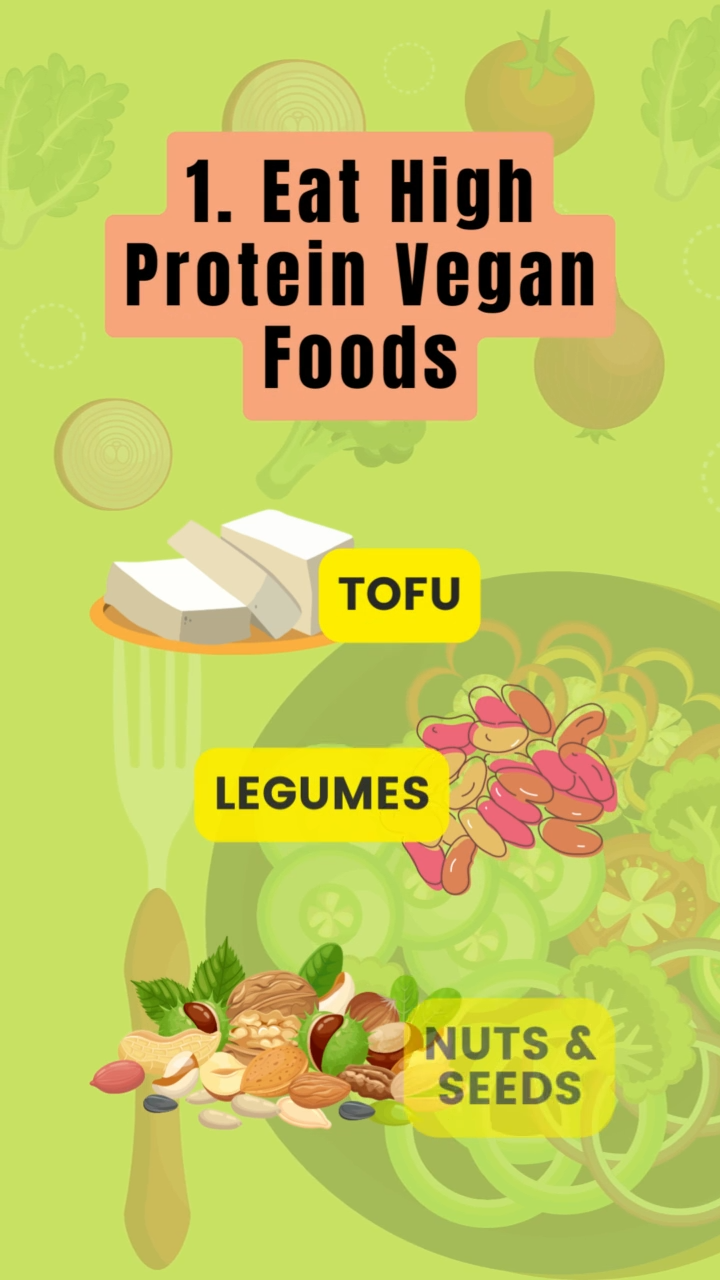 1. Eat High
Protein Vegan
Foods
TOFU
LEGUMES
NUTS &
SEEDS